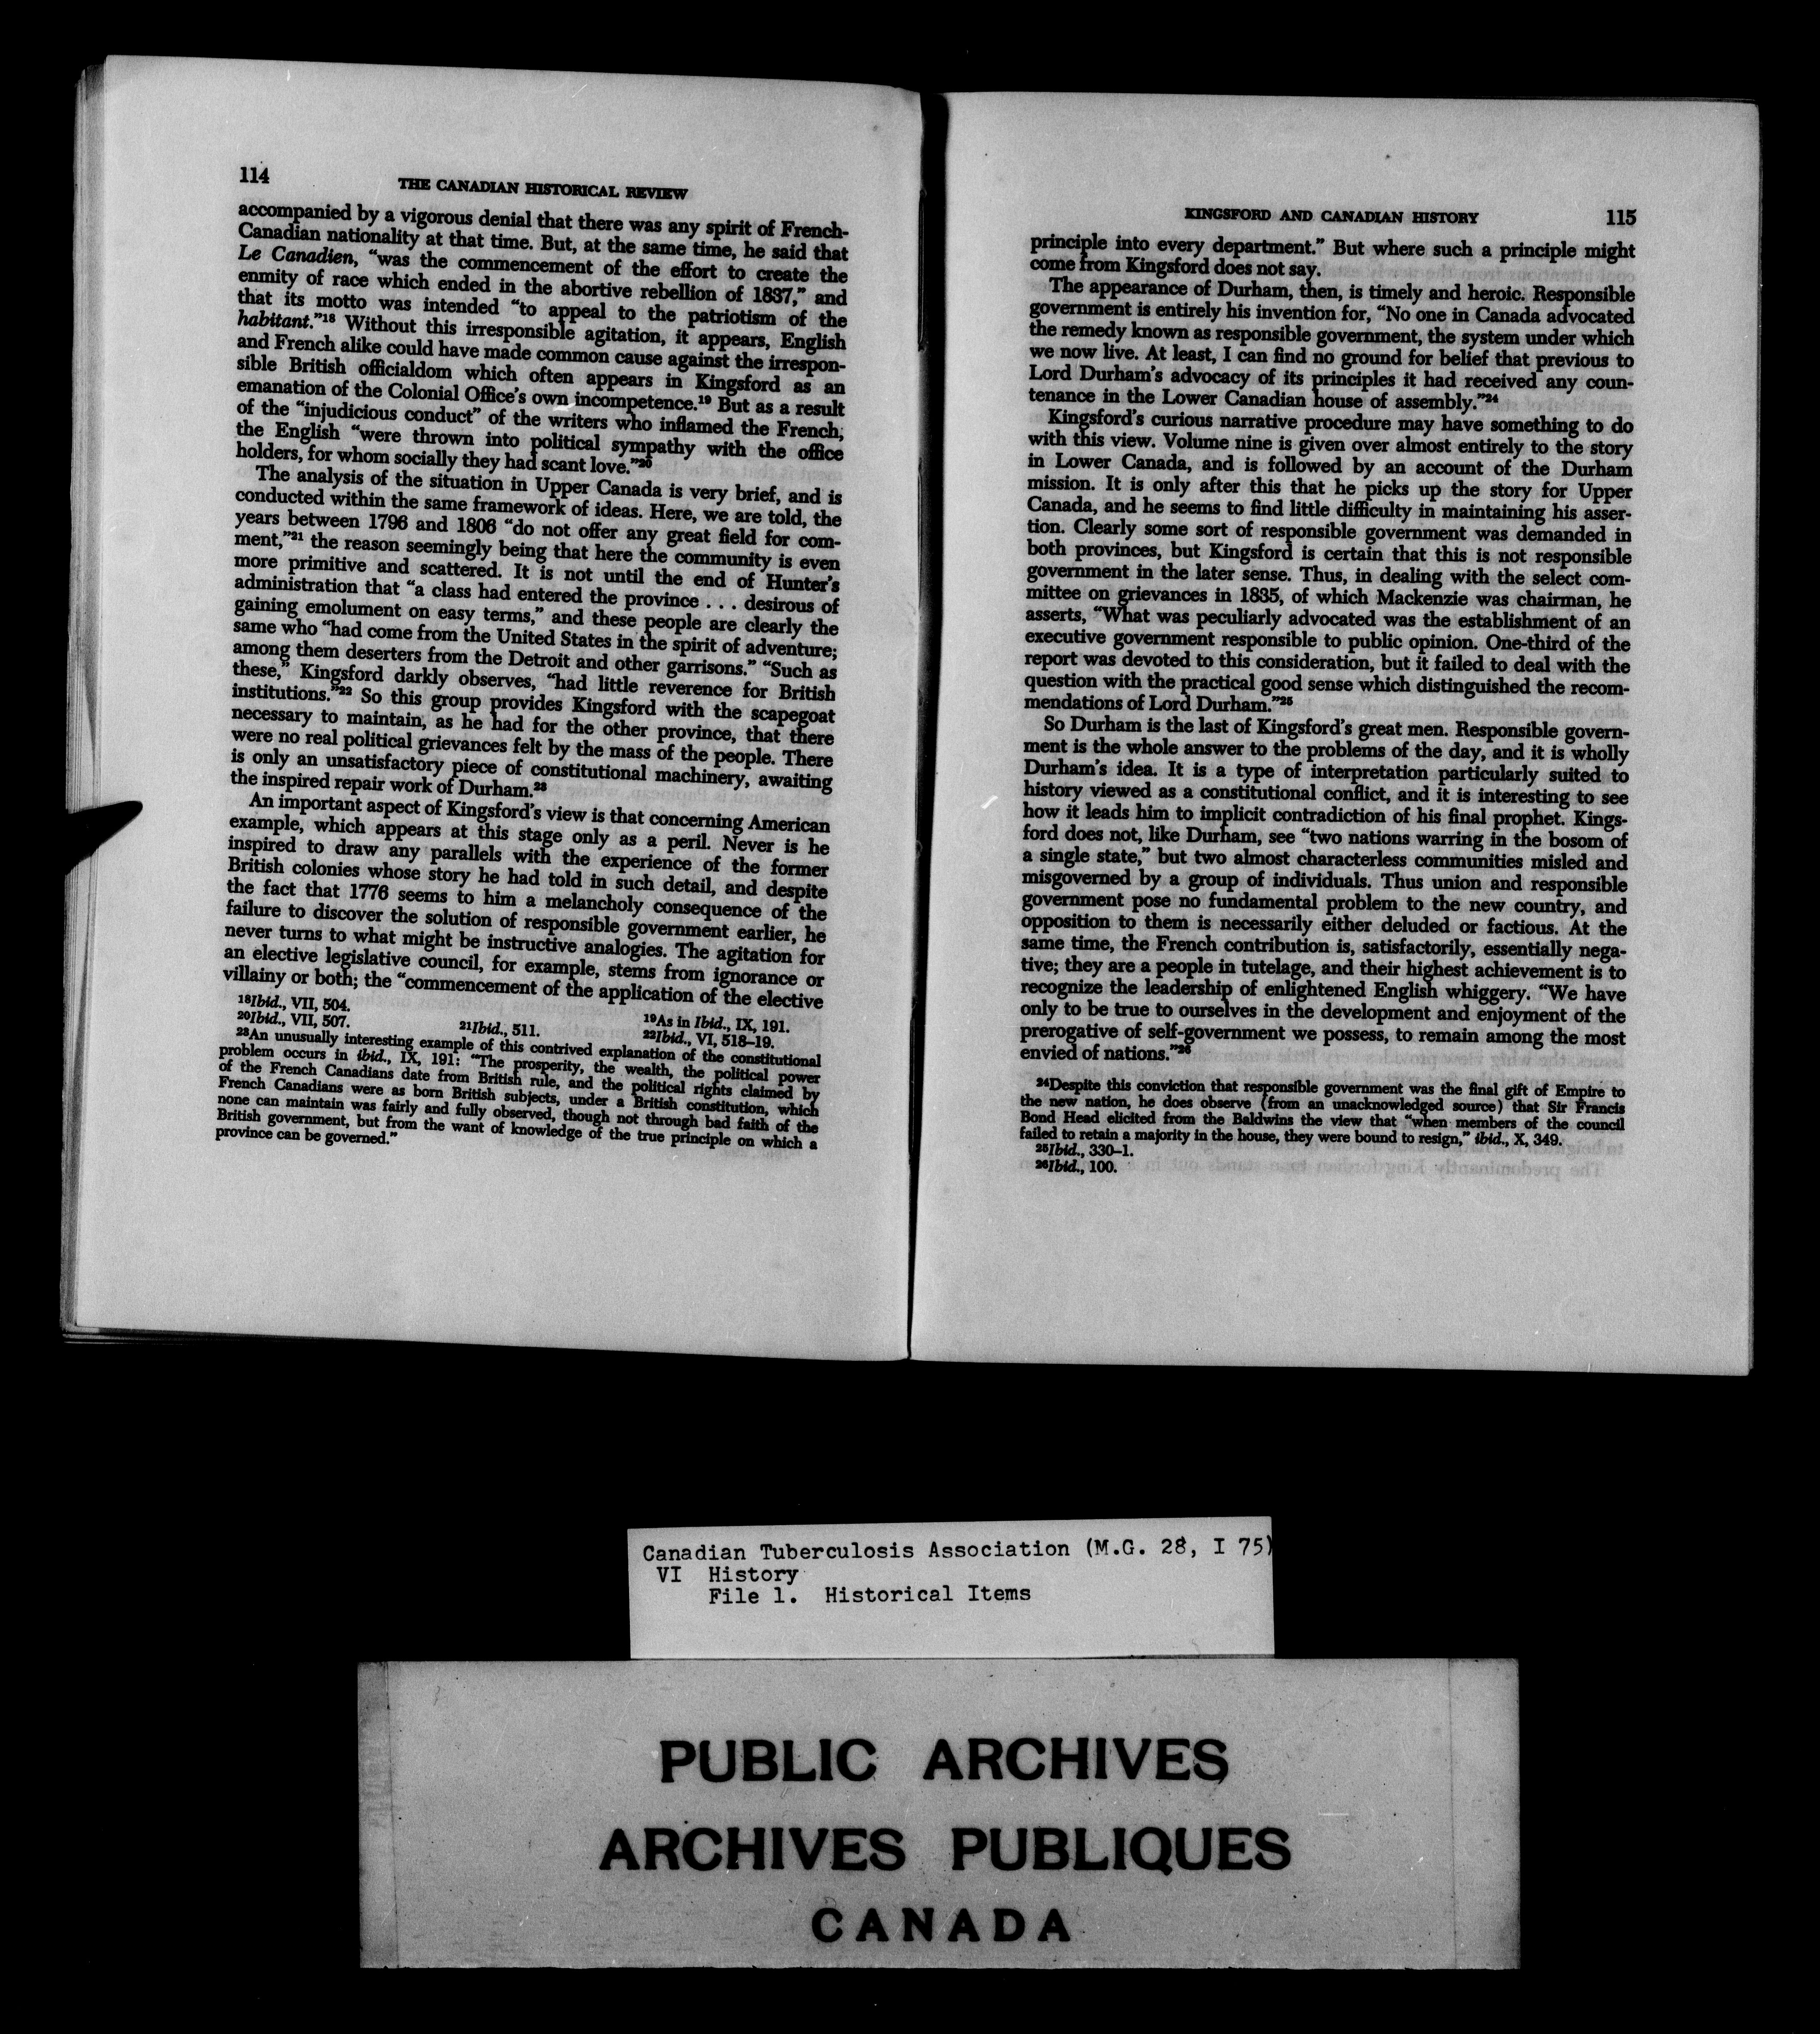 114
THE CANADIAN HISTORICAL REVIEW
accompanied by a vigorous denial that there was any spirit of French-
Canadian nationality at that time. But, at the same time, he said that
Le Canadien, “was the commencement of the effort to create the
enmity of race which ended in the abortive rebellion of 1837,” and
that its motto was intended “to appeal to the patriotism of the
habitant.”18 Without this irresponsible agitation, it appears, English
and French alike could have made common cause against the irrespon-
sible British officialdom which often appears in Kingsford as an
emanation of the Colonial Office’s own incompetence.19 But as a result
of the “injudicious conduct” of the writers who inflamed the French,
the English “were thrown into political sympathy with the office
holders, for whom socially they had scant love.”20
The analysis of the situation in Upper Canada is very brief, and is
conducted within the same framework of ideas. Here, we are told, the
years between 1796 and 1806 “do not offer any great field for com-
ment,”21 the reason seemingly being that here the community is even
more primitive and scattered. It is not until the end of Hunter’s
administration that “a class had entered the province . . . desirous of
gaining emolument on easy terms,” and these people are clearly the
same who “had come from the United States in the spirit of adventure;
among them deserters from the Detroit and other garrisons.” “Such as
these,” Kingsford darkly observes, “had little reverence for British
institutions.”22 So this group provides Kingsford with the scapegoat
necessary to maintain, as he had for the other province, that there
were no real political grievances felt by the mass of the people. There
is only an unsatisfactory piece of constitutional machinery, awaiting
the inspired repair work of Durham.23
An important aspect of Kingsford’s view is that concerning American
example, which appears at this stage only as a peril. Never is he
inspired to draw any parallels with the experience of the former
British colonies whose story he had told in such detail, and despite
the fact that 1776 seems to him a melancholy consequence of the
failure to discover the solution of responsible government earlier, he
never turns to what might be instructive analogies. The agitation for
an elective legislative council, for example, stems from ignorance or
villainy or both; the “commencement of the application of the elective
18Ibid., VII, 504.
19As in Ibid., IX, 191.
20Ibid., VII, 507.
21Ibid., 511.
22Ibid., VI, 518–19.
23An unusually interesting example of this contrived explanation of the constitutional
problem occurs in ibid., IX, 191: “The prosperity, the wealth, the political power
of the French Canadians date from British rule, and the political rights claimed by
French Canadians were as born British subjects, under a British constitution, which
none can maintain was fairly and fully observed, though not through bad faith of the
British government, but from the want of knowledge of the true principle on which a
province can be governed.”
KINGSFORD AND CANADIAN HISTORY
115
principle into every department.” But where such a principle might
come from Kingsford does not say.
The appearance of Durham, then, is timely and heroic. Responsible
government is entirely his invention for, “No one in Canada advocated
the remedy known as responsible government, the system under which
we now live. At least, I can find no ground for belief that previous to
Lord Durham’s advocacy of its principles it had received any coun-
tenance in the Lower Canadian house of assembly.”24
Kingsford’s curious narrative procedure may have something to do
with this view. Volume nine is given over almost entirely to the story
in Lower Canada, and is followed by an account of the Durham
mission. It is only after this that he picks up the story for Upper
Canada, and he seems to find little difficulty in maintaining his asser-
tion. Clearly some sort of responsible government was demanded in
both provinces, but Kingsford is certain that this is not responsible
government in the later sense. Thus, in dealing with the select com-
mittee on grievances in 1835, of which Mackenzie was chairman, he
asserts, “What was peculiarly advocated was the establishment of an
executive government responsible to public opinion. One-third of the
report was devoted to this consideration, but it failed to deal with the
question with the practical good sense which distinguished the recom-
mendations of Lord Durham.”25
So Durham is the last of Kingsford’s great men. Responsible govern-
ment is the whole answer to the problems of the day, and it is wholly
Durham’s idea. It is a type of interpretation particularly suited to
history viewed as a constitutional conflict, and it is interesting to see
how it leads him to implicit contradiction of his final prophet. Kings-
ford does not, like Durham, see “two nations warring in the bosom of
a single state,” but two almost characterless communities misled and
misgoverned by a group of individuals. Thus union and responsible
government pose no fundamental problem to the new country, and
opposition to them is necessarily either deluded or factious. At the
same time, the French contribution is, satisfactorily, essentially nega-
tive; they are a people in tutelage, and their highest achievement is to
recognize the leadership of enlightened English whiggery. “We have
only to be true to ourselves in the development and enjoyment of the
prerogative of self-government we possess, to remain among the most
envied of nations.”26
24Despite this conviction that responsible government was the final gift of Empire to
the new nation, he does observe (from an unacknowledged source) that Sir Francis
Bond Head elicited from the Baldwins the view that “when members of the council
failed to retain a majority in the house, they were bound to resign,” ibid., X, 349.
25Ibid., 330–1.
26Ibid., 100.
Canadian Tuberculosis Association (M.G. 28, I 75)
VI History
File 1. Historical Items
PUBLIC ARCHIVES
ARCHIVES PUBLIQUES
CANADA